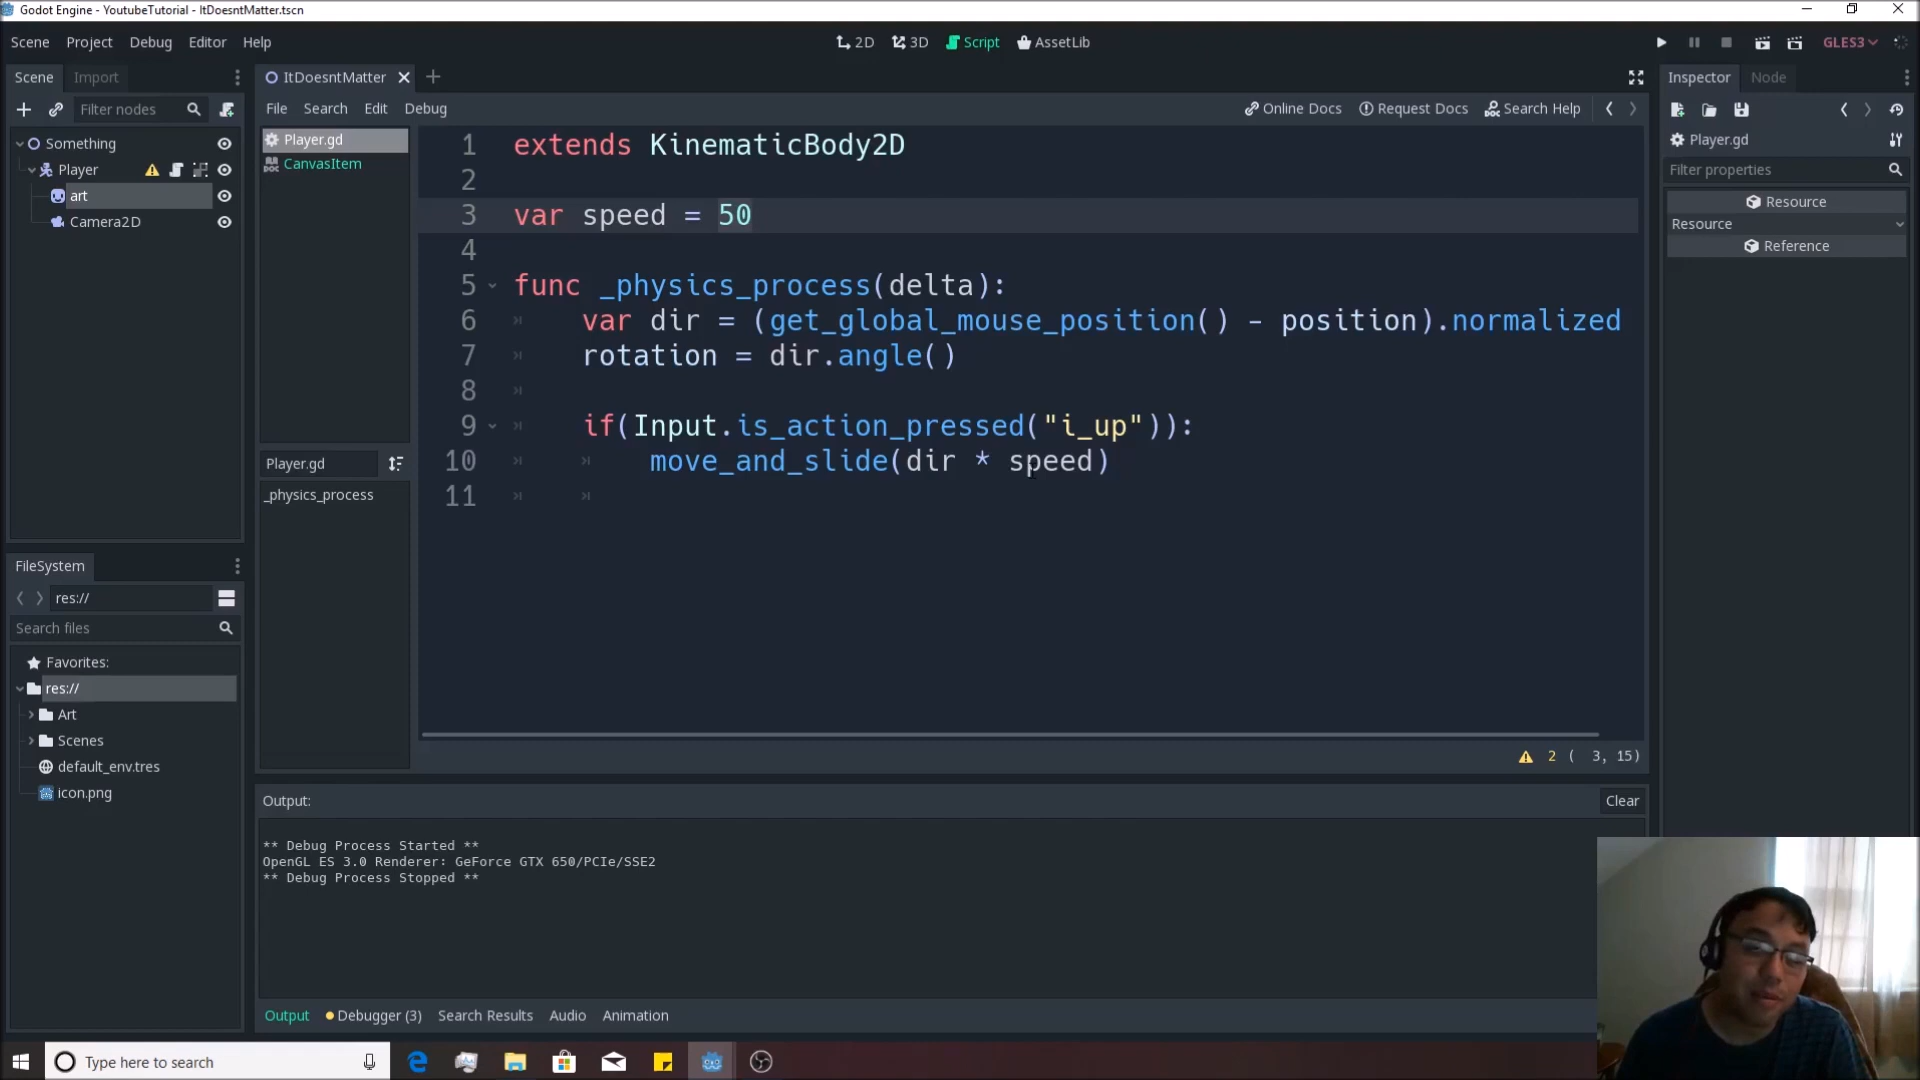 Godot Engine - YoutubeTutorial - ItDoesntMatter.tscn
Scene Project Debug Editor Help
2D 3D Script AssetLib
GLES3
Scene Import
ItDoesntMatter
Inspector Node
Filter nodes
File Search Edit Debug
Online Docs Request Docs Search Help
Something
Player
art
Camera2D
Player.gd
CanvasItem
Player.gd
_physics_process
1 extends KinematicBody2D
2
3 var speed = 50
4
5 func _physics_process(delta):
6 var dir = (get_global_mouse_position() - position).normalized
7 rotation = dir.angle()
8
9 if(Input.is_action_pressed("i_up")):
10 move_and_slide(dir * speed)
11
2 ( 3, 15)
Player.gd
Filter properties
Resource
Resource
Reference
FileSystem
res://
Search files
Favorites:
res://
Art
Scenes
default_env.tres
icon.png
Output:
Clear
** Debug Process Started **
OpenGL ES 3.0 Renderer: GeForce GTX 650/PCIe/SSE2
** Debug Process Stopped **
Output Debugger (3) Search Results Audio Animation
Type here to search